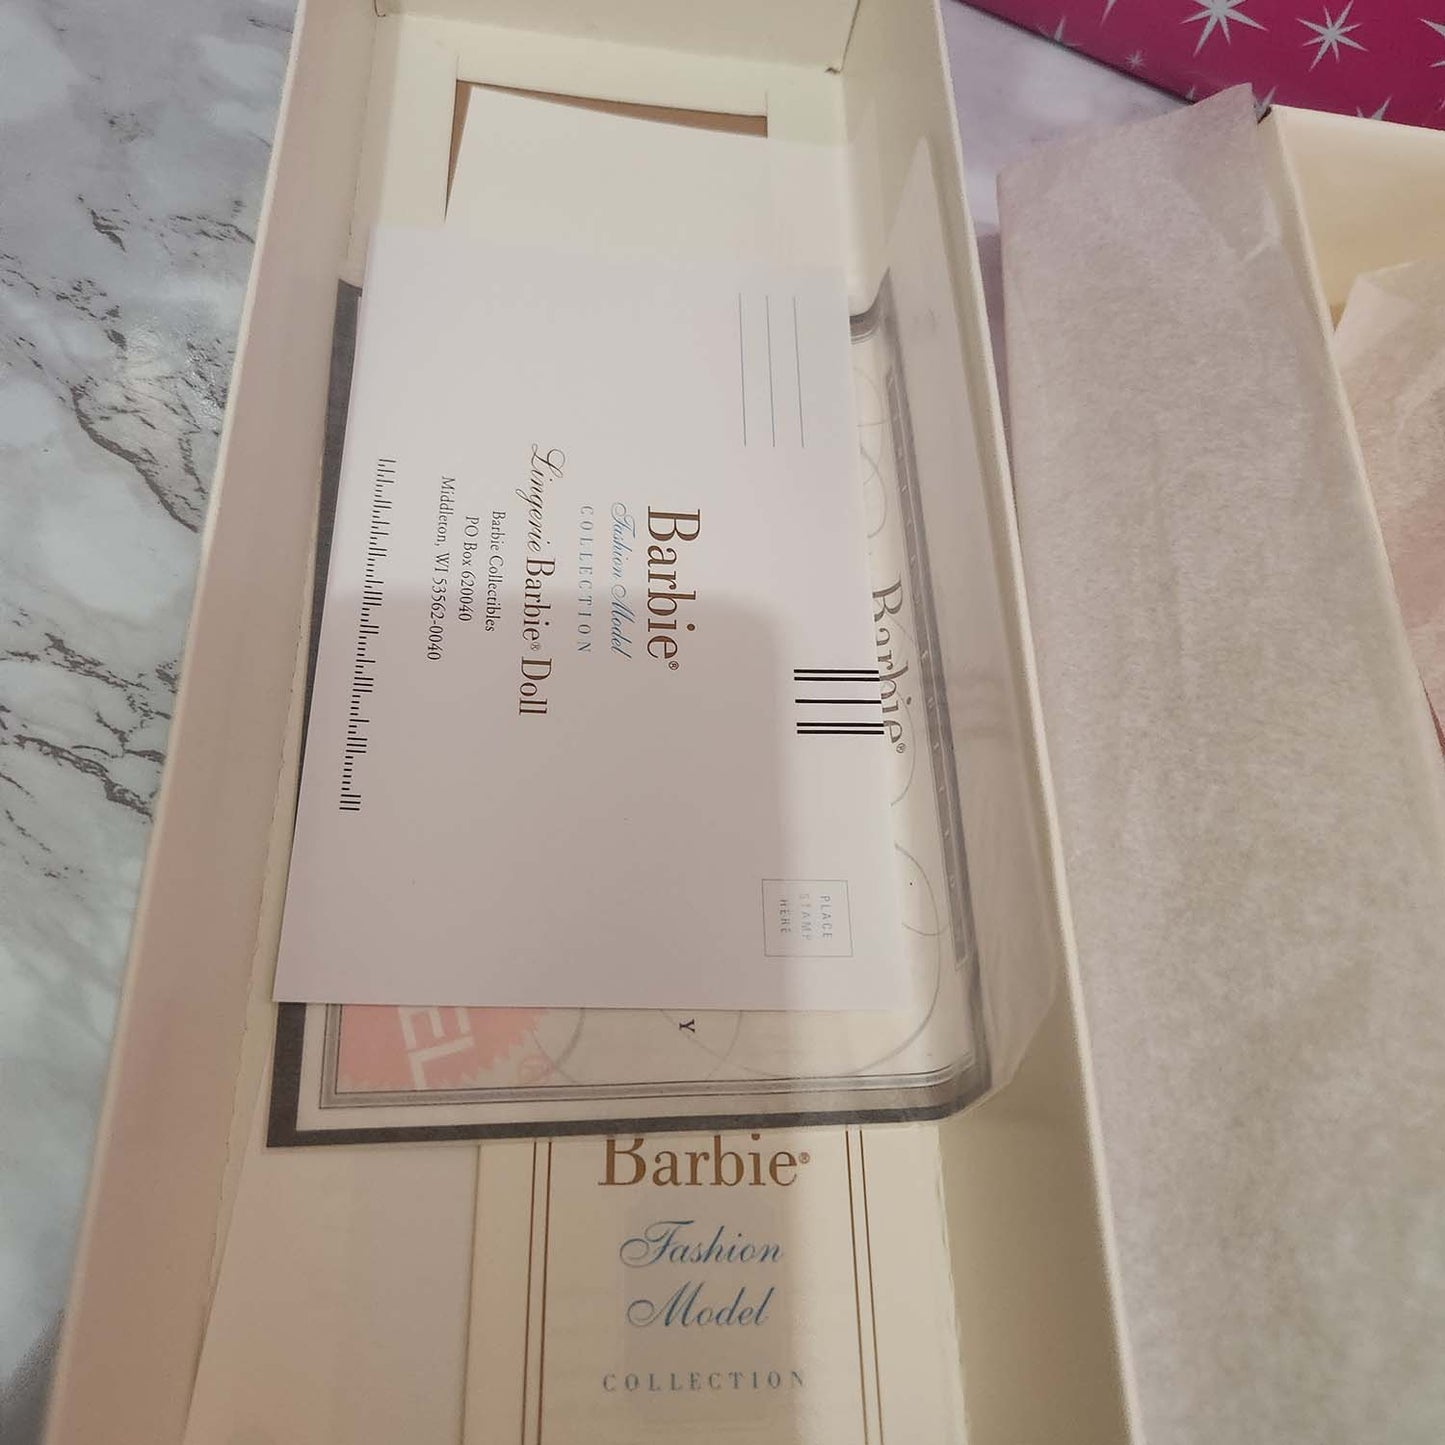 Barbie®
Fashion Model
COLLECTION
Lingerie Barbie® Doll
Barbie Collectibles
PO Box 620040
Middleton, WI 53562-0040
PLACE
STAMP
HERE
Barbie®
EL
®
Y
Barbie®
Fashion
Model
COLLECTION